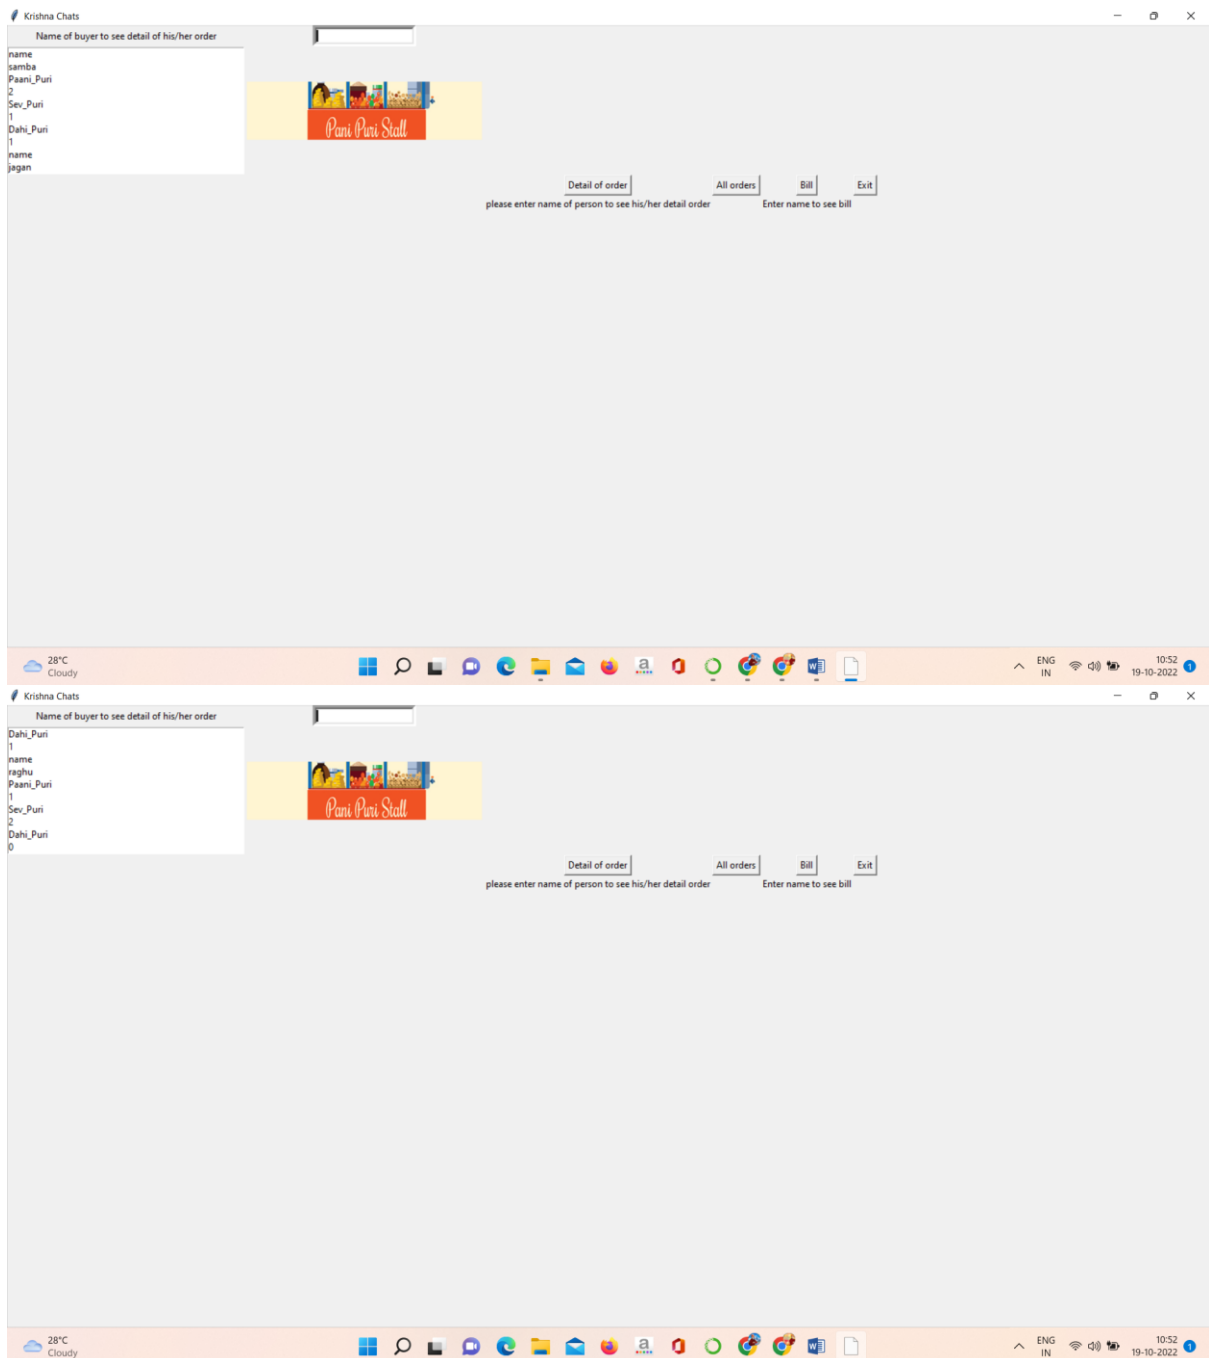 Krishna Chats
Name of buyer to see detail of his/her order
name
samba
Paani_Puri
2
Sev_Puri
1
Dahi_Puri
1
name
jagan
Pani Puri Stall
Detail of order All orders Bill Exit
please enter name of person to see his/her detail order Enter name to see bill
28°C
Cloudy
a
W
ENG
IN
10:52
19-10-2022
1
Krishna Chats
Name of buyer to see detail of his/her order
Dahi_Puri
1
name
raghu
Paani_Puri
1
Sev_Puri
2
Dahi_Puri
0
Pani Puri Stall
Detail of order All orders Bill Exit
please enter name of person to see his/her detail order Enter name to see bill
28°C
Cloudy
a
W
ENG
IN
10:52
19-10-2022
1